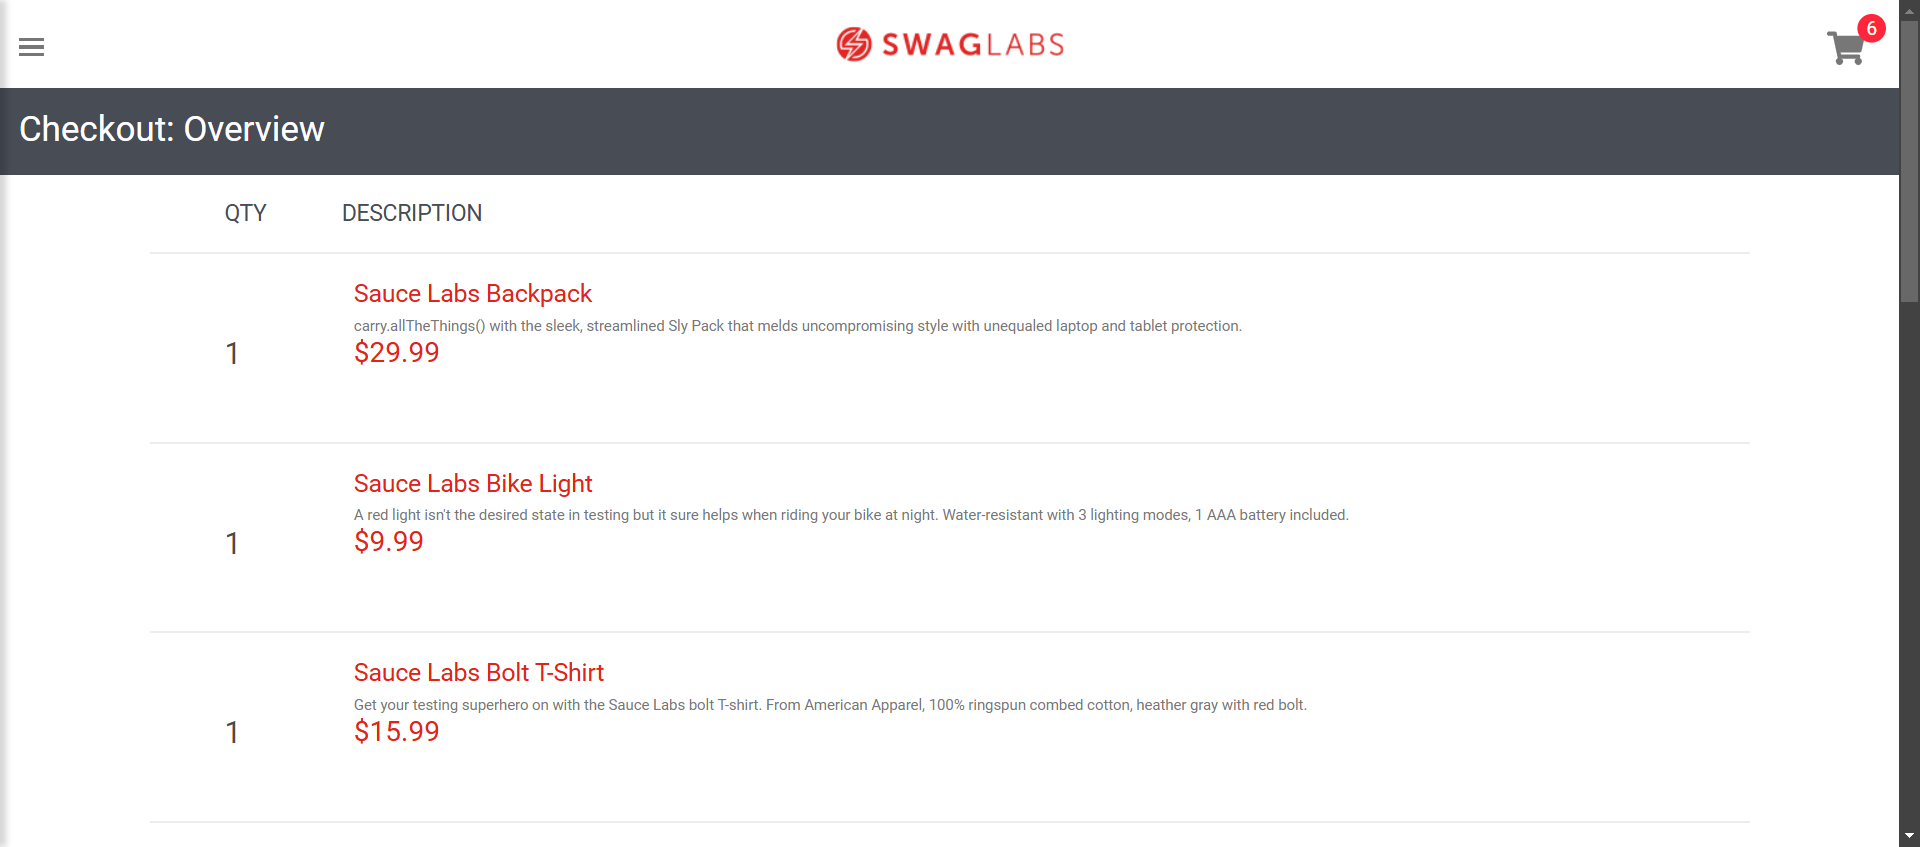 SWAGLABS
6
Checkout: Overview
QTY DESCRIPTION
Sauce Labs Backpack
carry.allTheThings() with the sleek, streamlined Sly Pack that melds uncompromising style with unequaled laptop and tablet protection.
1
$29.99
Sauce Labs Bike Light
A red light isn't the desired state in testing but it sure helps when riding your bike at night. Water-resistant with 3 lighting modes, 1 AAA battery included.
1
$9.99
Sauce Labs Bolt T-Shirt
Get your testing superhero on with the Sauce Labs bolt T-shirt. From American Apparel, 100% ringspun combed cotton, heather gray with red bolt.
1
$15.99